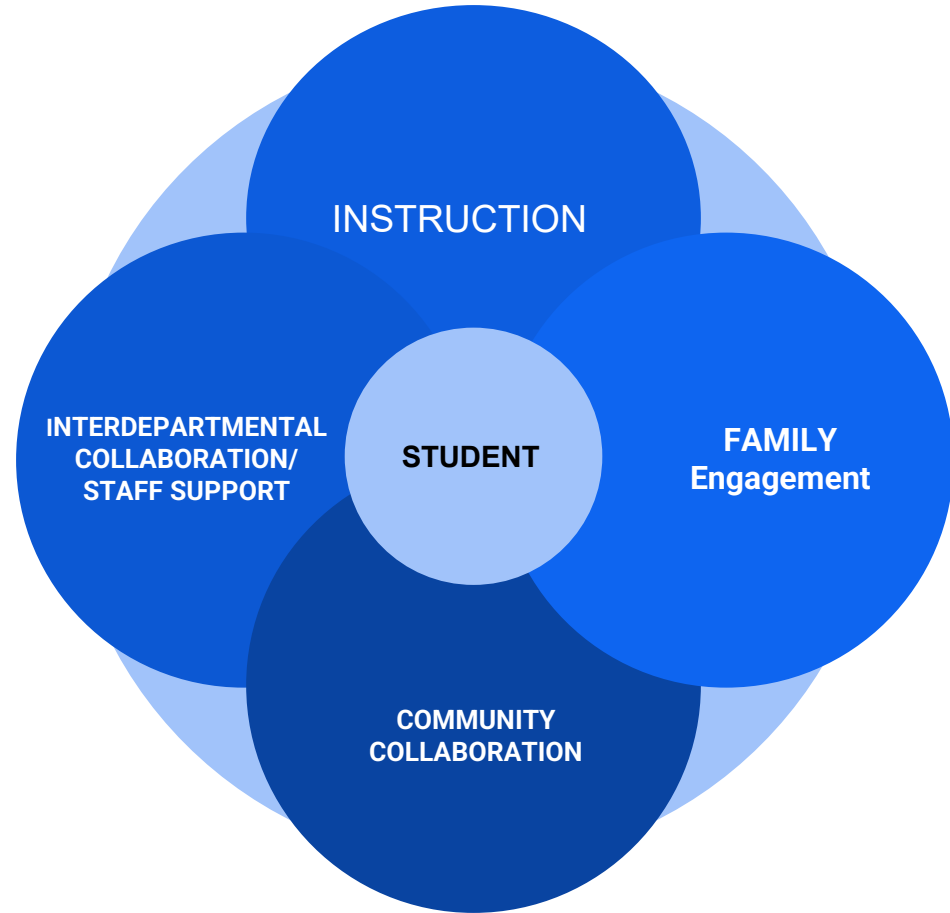 INSTRUCTION
INTERDEPARTMENTAL
COLLABORATION/
STAFF SUPPORT
STUDENT
FAMILY
Engagement
COMMUNITY
COLLABORATION